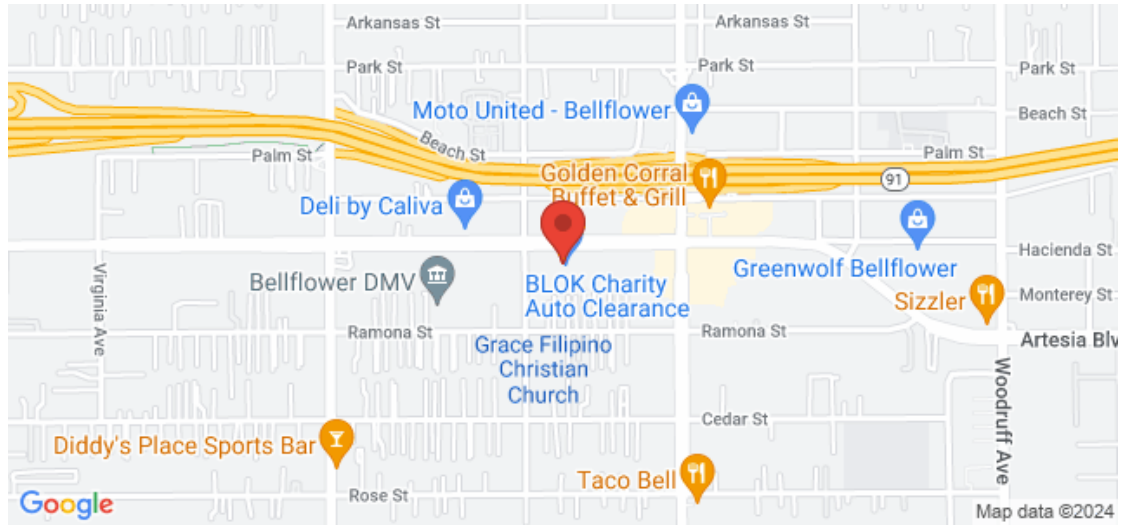 Arkansas St
Arkansas St
Park St
Park St
Park St
Moto United - Bellflower
Beach St
Beach St
Palm St
Palm St
Golden Corral
Buffet & Grill
91
Deli by Caliva
Hacienda St
Greenwolf Bellflower
Bellflower DMV
BLOK Charity
Auto Clearance
Virginia Ave
Sizzler
Monterey St
Ramona St
Ramona St
Artesia Blv
Grace Filipino
Christian
Church
Woodruff Ave
Cedar St
Diddy's Place Sports Bar
Taco Bell
Rose St
Google
Map data ©2024